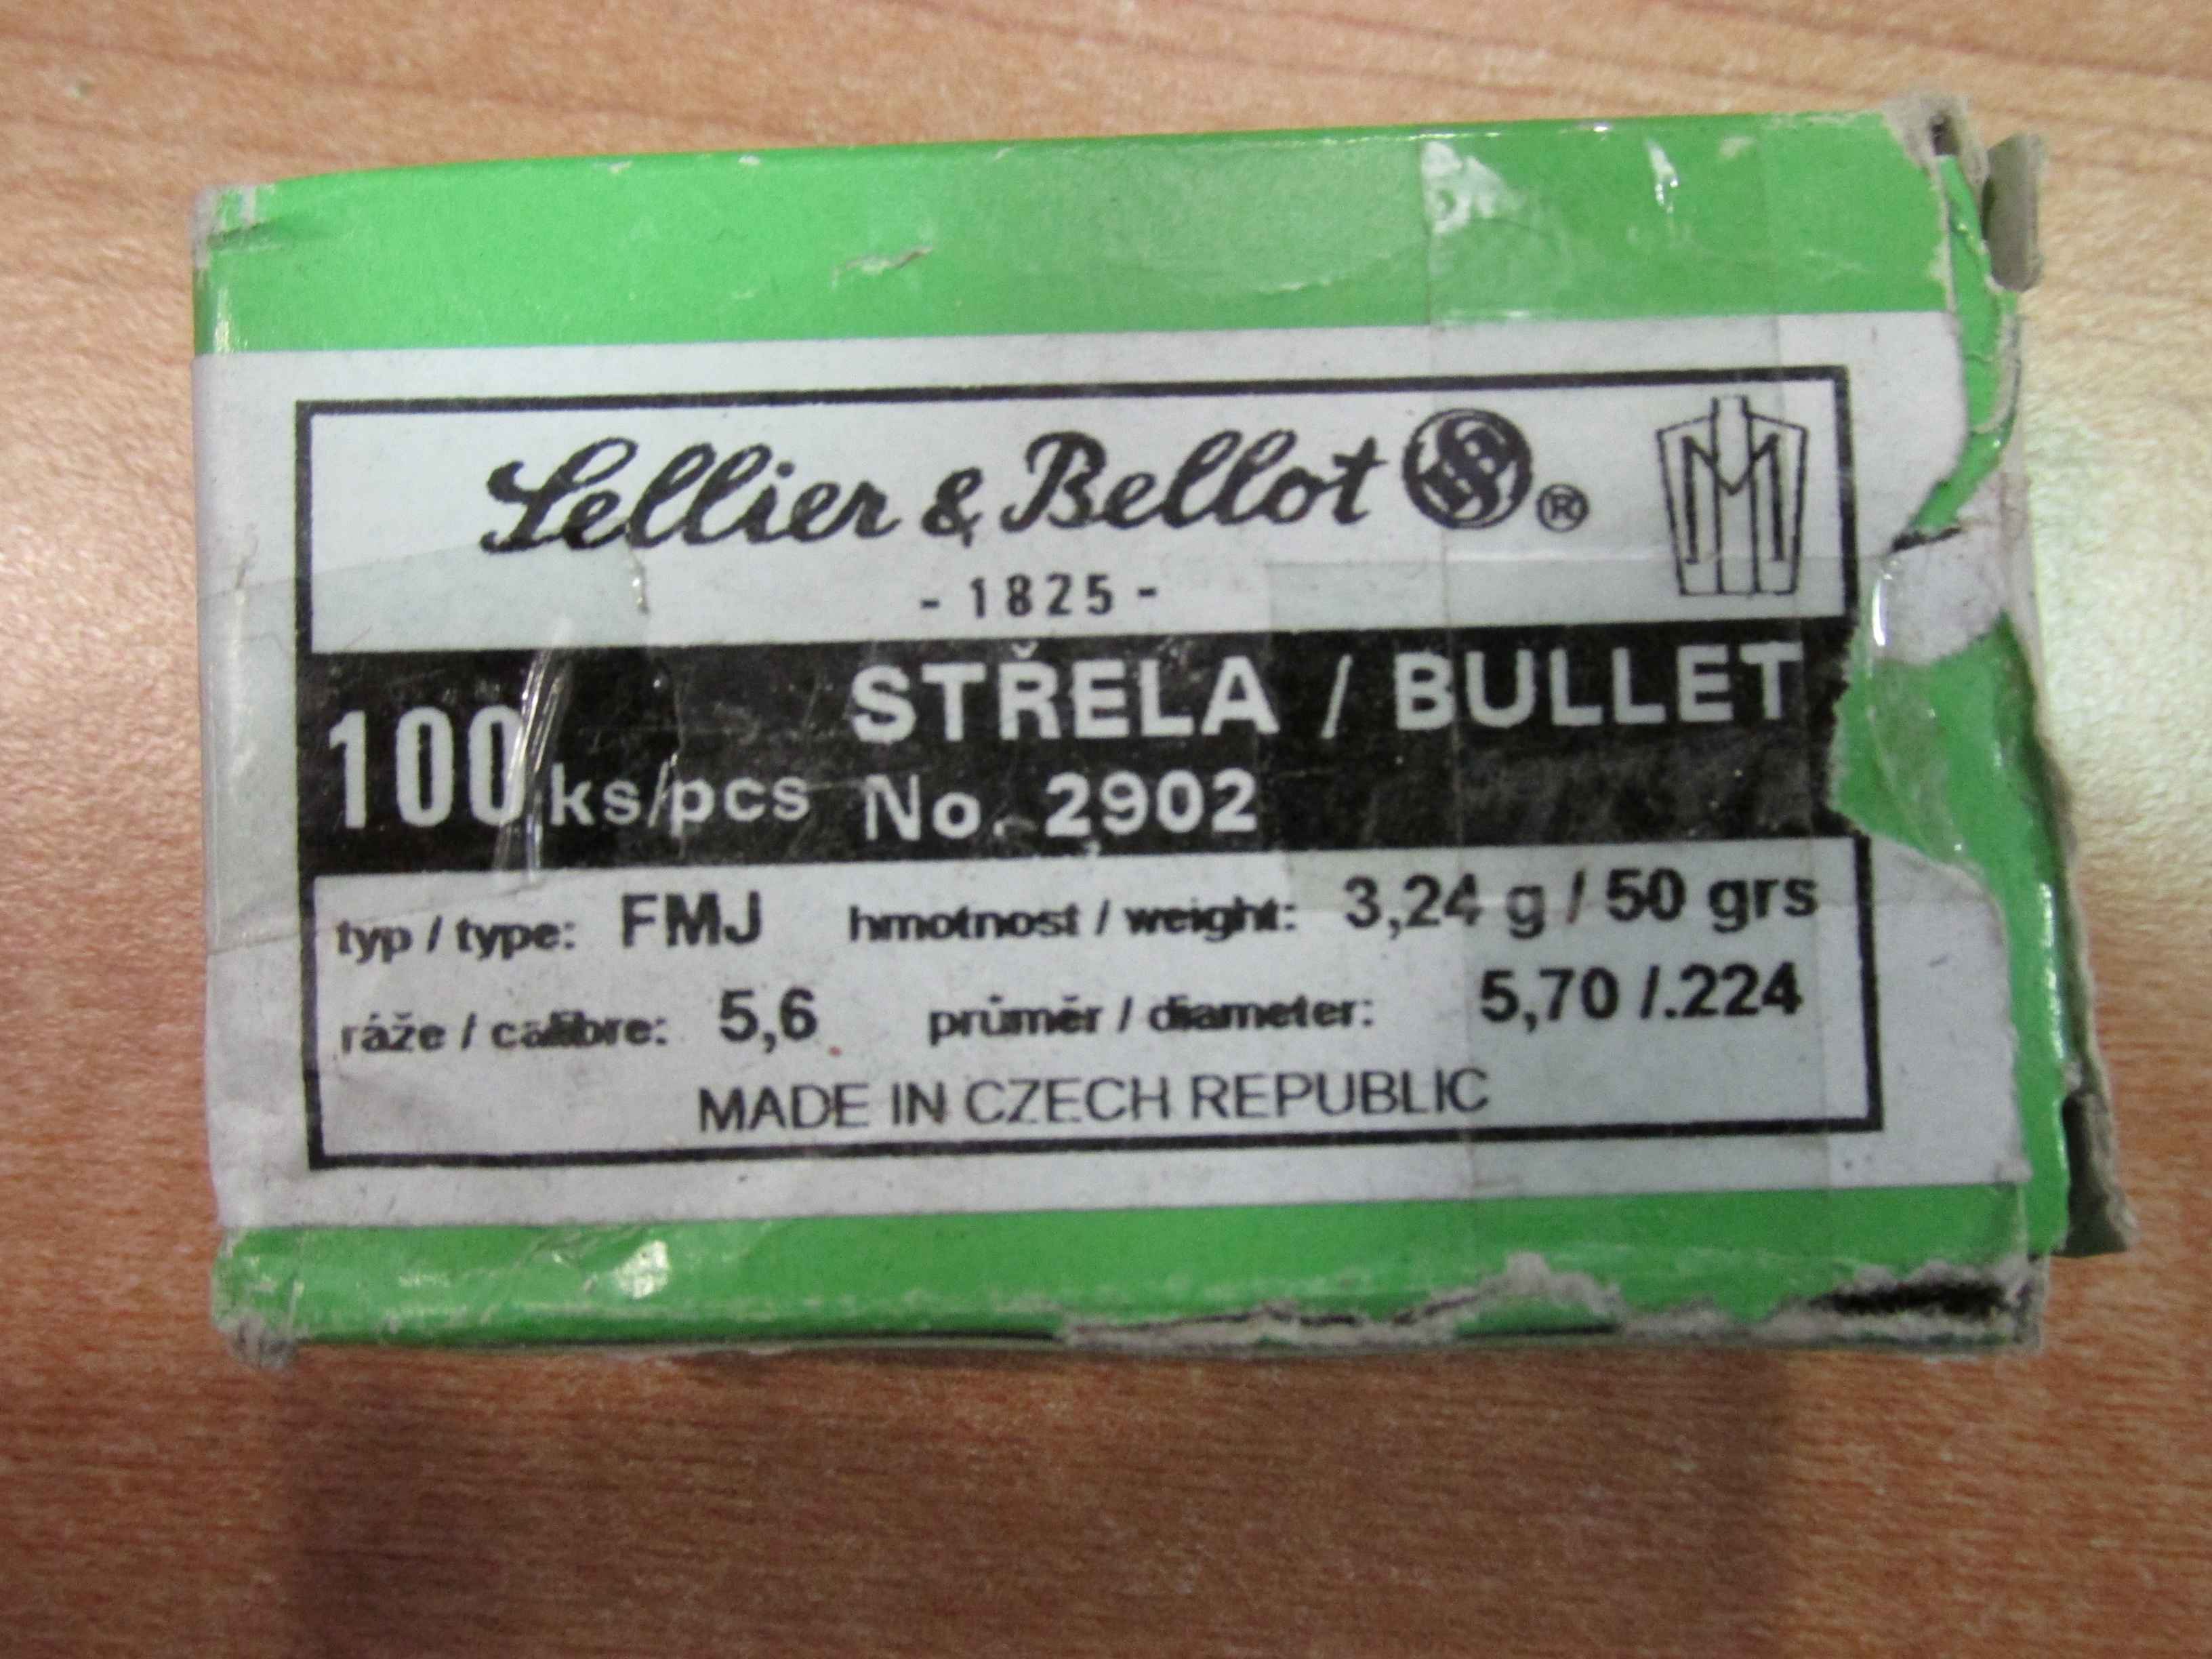 Sellier & Bellot ®
- 1825 -
STŘELA / BULLET
100 ks/pcs No. 2902
typ / type: FMJ hmotnost / weight: 3,24 g / 50 grs
ráže / calibre: 5,6 průměr / diameter: 5,70 /.224
MADE IN CZECH REPUBLIC